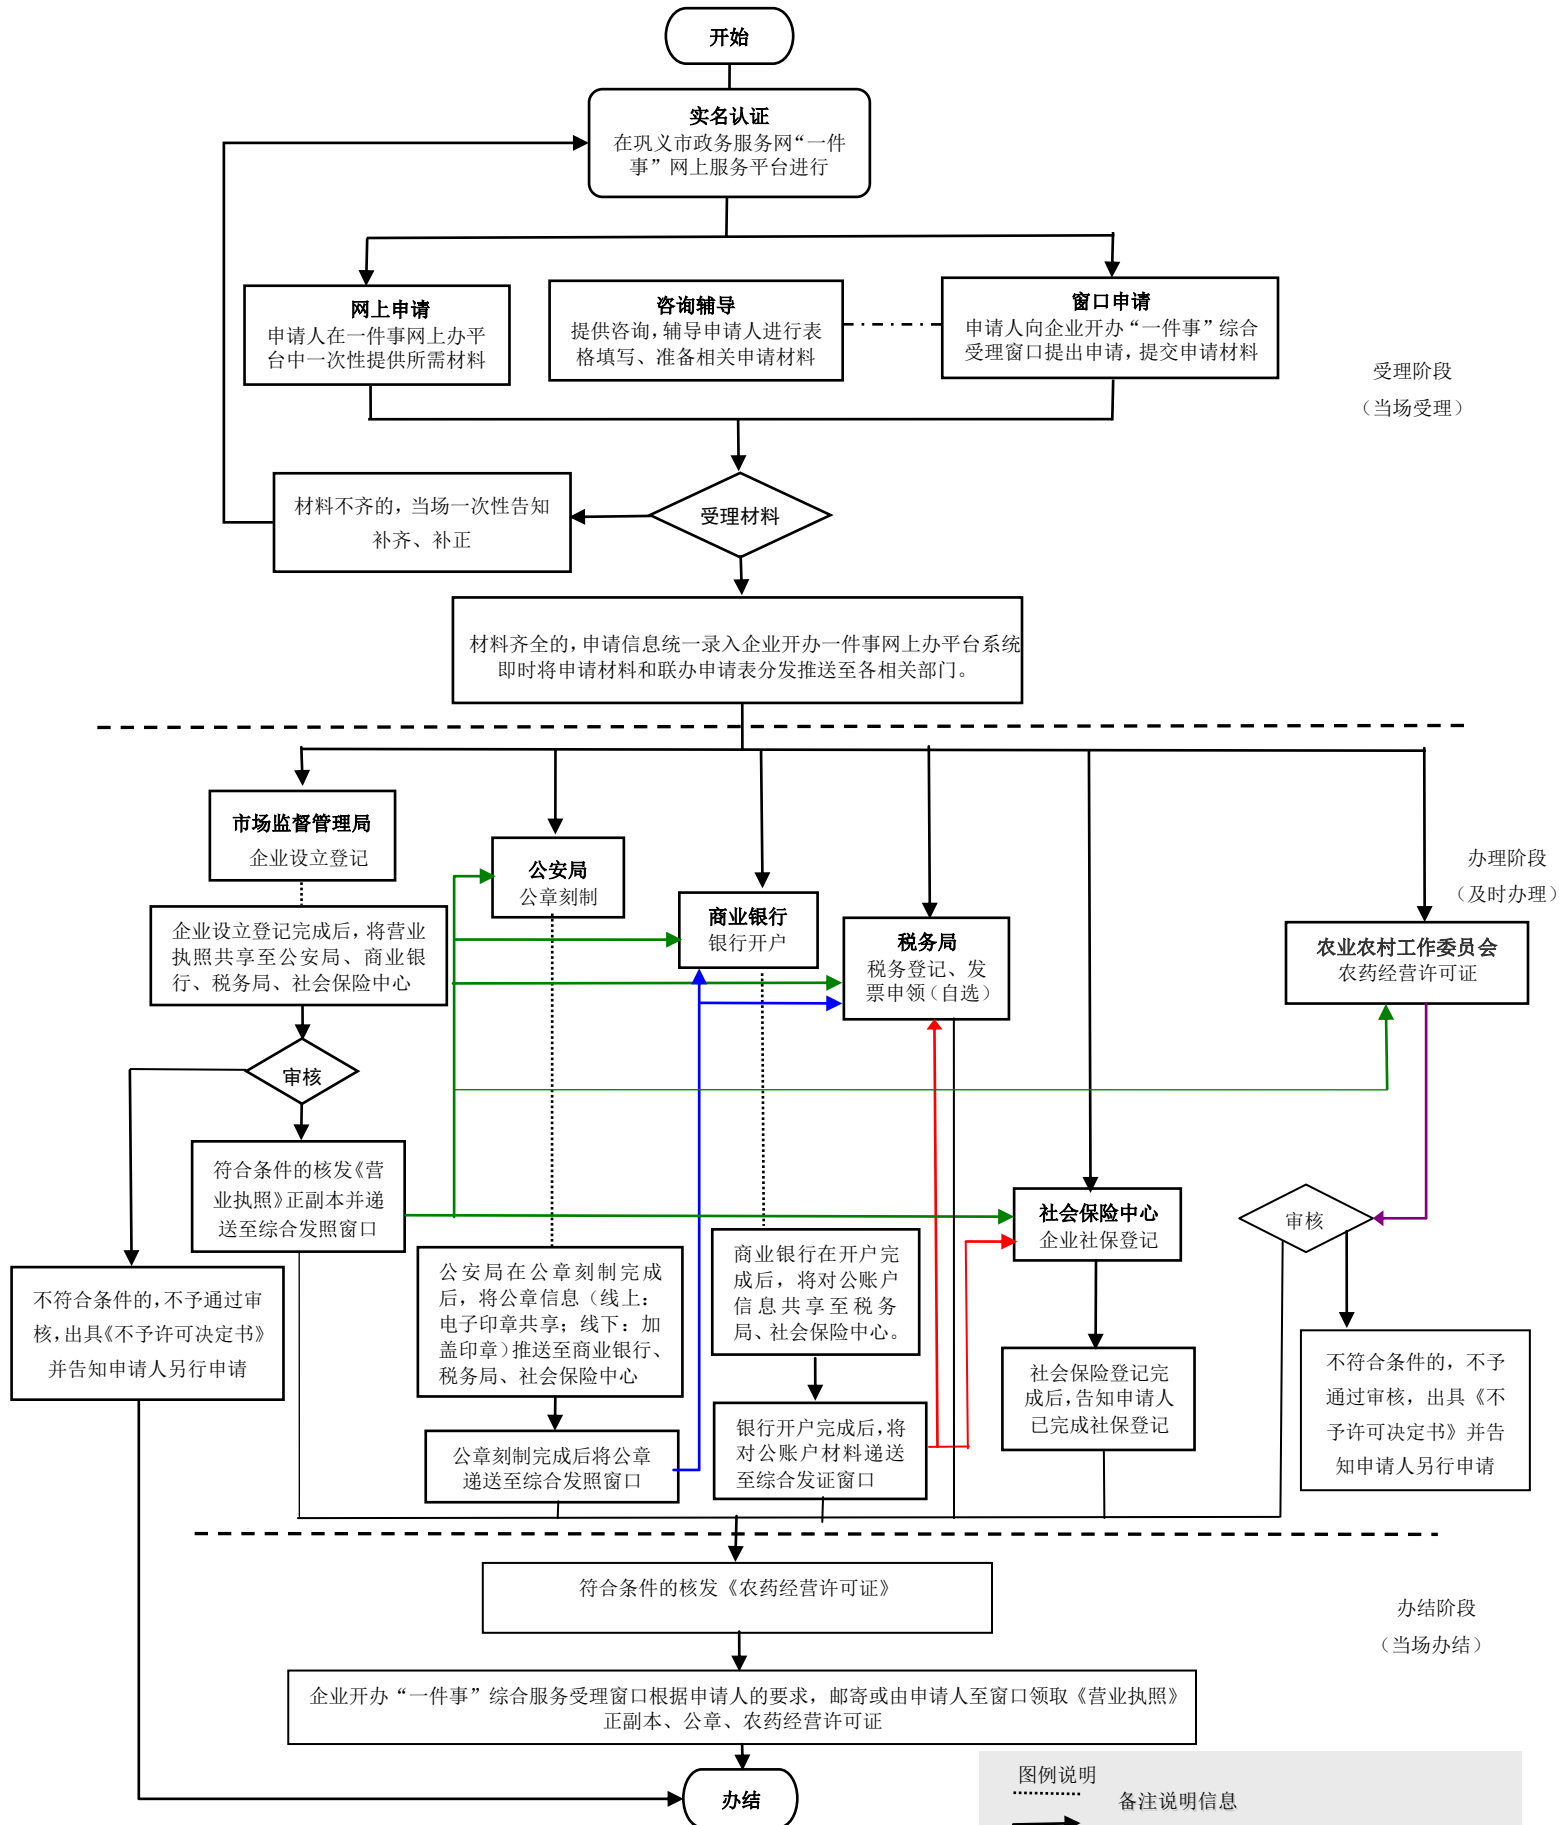 开始
实名认证
在巩义市政务服务网“一件
事”网上服务平台进行
网上申请
申请人在一件事网上办平
台中一次性提供所需材料
咨询辅导
提供咨询，辅导申请人进行表
格填写、准备相关申请材料
窗口申请
申请人向企业开办“一件事”综合
受理窗口提出申请，提交申请材料
受理阶段
（当场受理）
材料不齐的，当场一次性告知
补齐、补正
受理材料
材料齐全的，申请信息统一录入企业开办一件事网上办平台系统
即时将申请材料和联办申请表分发推送至各相关部门。
市场监督管理局
企业设立登记
公安局
公章刻制
商业银行
银行开户
税务局
税务登记、发
票申领（自选）
农业农村工作委员会
农药经营许可证
办理阶段
（及时办理）
企业设立登记完成后，将营业
执照共享至公安局、商业银
行、税务局、社会保险中心
审核
符合条件的核发《营
业执照》正副本并递
送至综合发照窗口
社会保险中心
企业社保登记
审核
不符合条件的，不予通过审
核，出具《不予许可决定书》
并告知申请人另行申请
公安局在公章刻制完成
后，将公章信息（线上：
电子印章共享；线下：加
盖印章）推送至商业银行、
税务局、社会保险中心
商业银行在开户完
成后，将对公账户
信息共享至税务
局、社会保险中心。
社会保险登记完
成后，告知申请人
已完成社保登记
不符合条件的，不予
通过审核，出具《不
予许可决定书》并告
知申请人另行申请
公章刻制完成后将公章
递送至综合发照窗口
银行开户完成后，将
对公账户材料递送
至综合发证窗口
符合条件的核发《农药经营许可证》
办结阶段
（当场办结）
企业开办“一件事”综合服务受理窗口根据申请人的要求，邮寄或由申请人至窗口领取《营业执照》
正副本、公章、农药经营许可证
办结
图例说明
备注说明信息